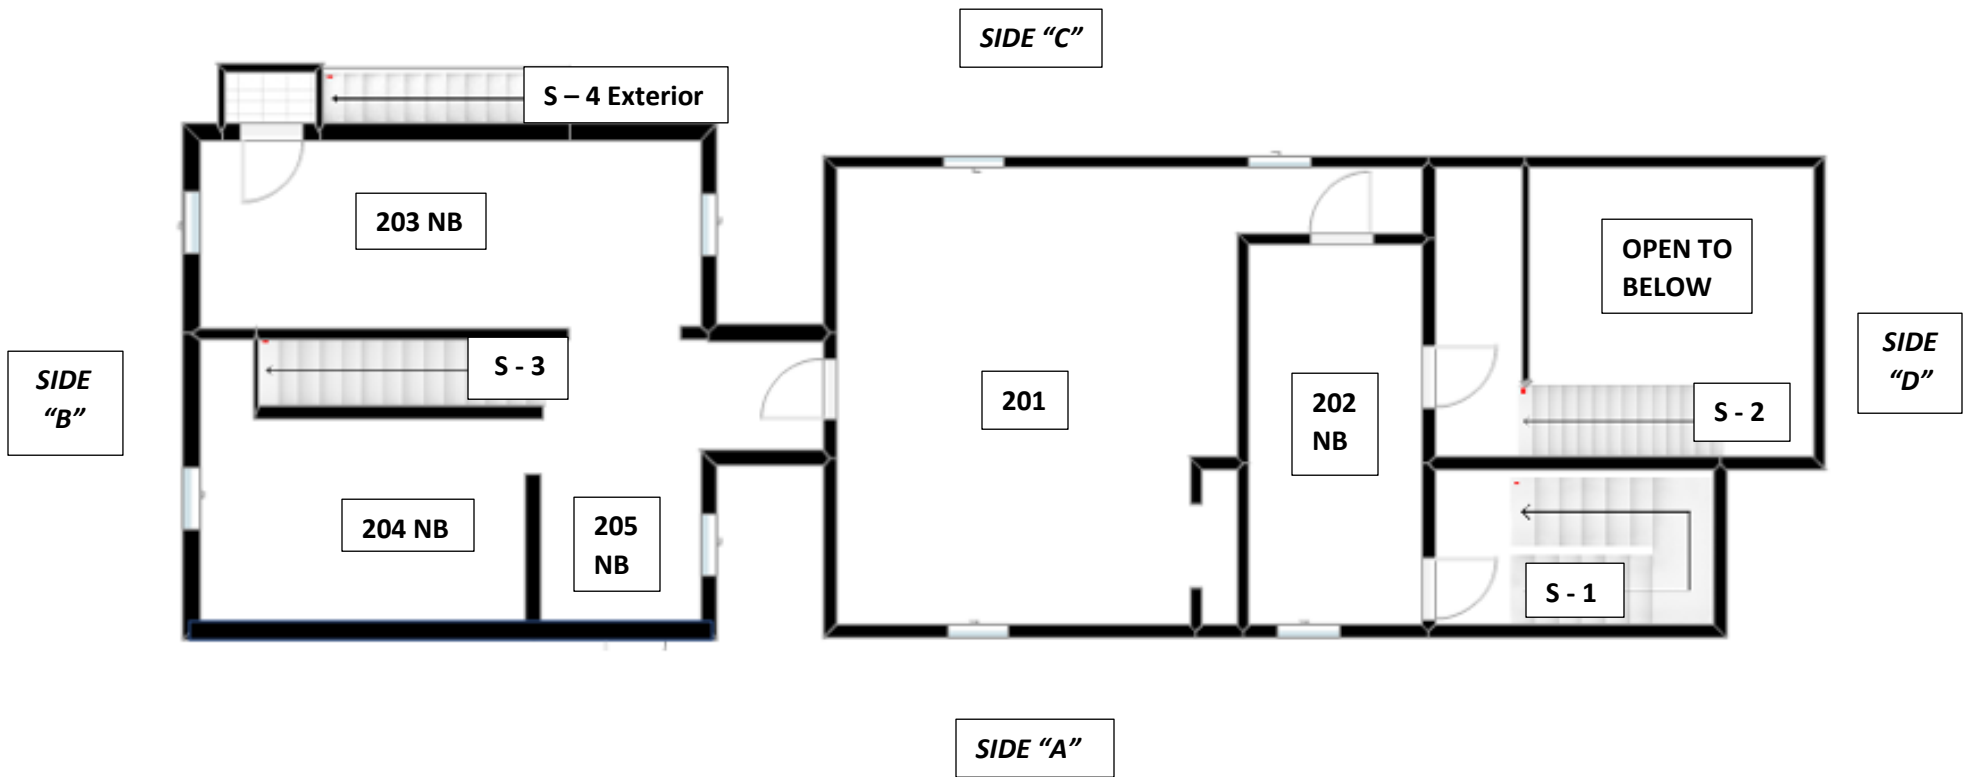 SIDE “C”
S – 4 Exterior
203 NB
OPEN TO
BELOW
SIDE
“B”
S - 3
201
202
NB
S - 2
SIDE
“D”
204 NB
205
NB
S - 1
SIDE “A”